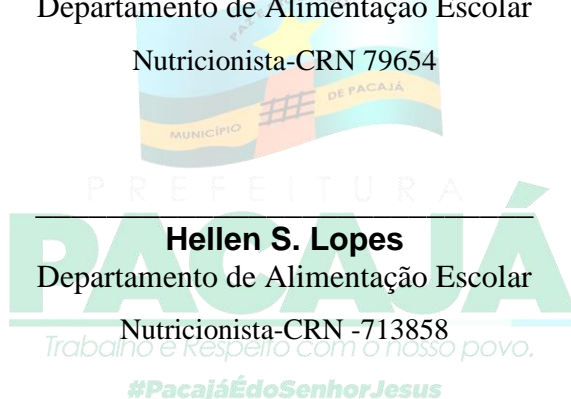 Departamento de Alimentação Escolar
Nutricionista-CRN 79654
MUNICÍPIO DE PACAJÁ
PREFEITURA
PACAJÁ
Hellen S. Lopes
Departamento de Alimentação Escolar
Nutricionista-CRN -713858
Trabalho e Respeito com o nosso povo.
#PacajáÉdoSenhorJesus